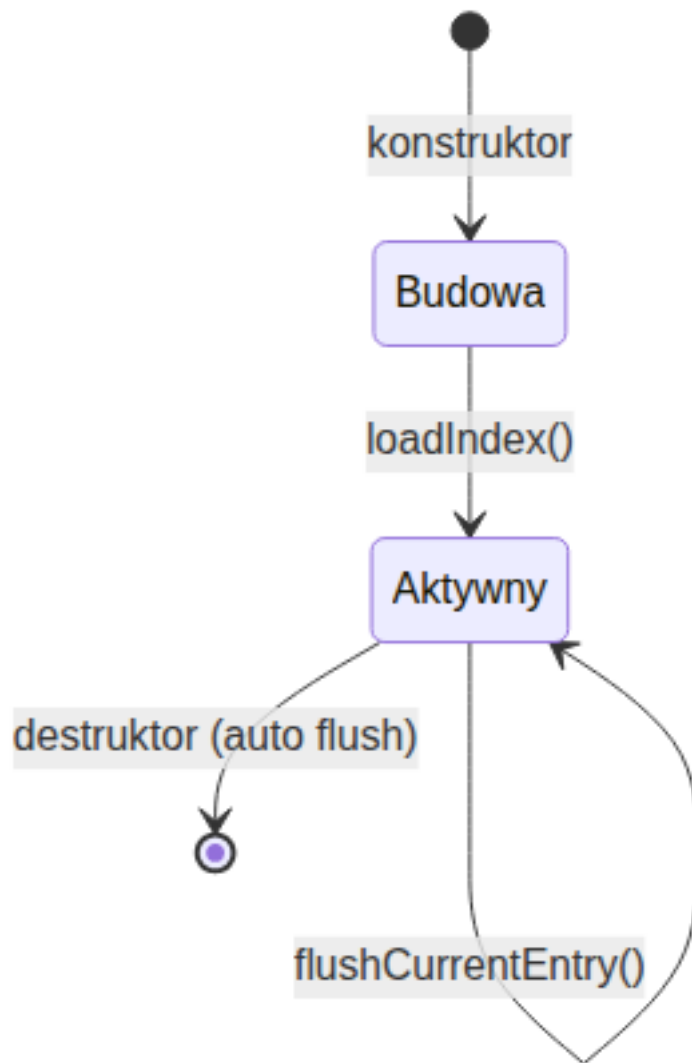 konstruktor
Budowa
loadIndex()
Aktywny
destruktor (auto flush)
flushCurrentEntry()